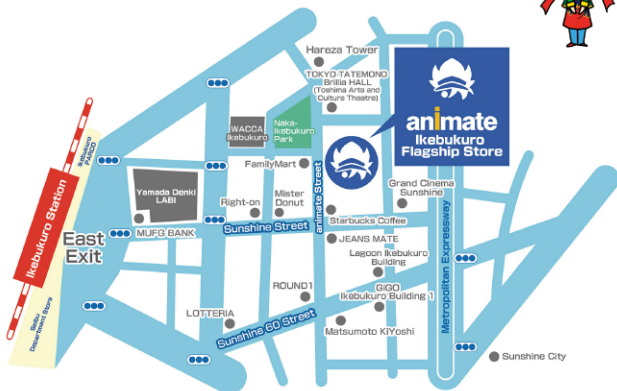 Hareza Tower
TOKYO TATEMONO
Brillia HALL
(Toshima Arts and
Culture Theatre)
animate
Ikebukuro
Flagship Store
WACCA
Ikebukuro
Naka-
Ikebukuro
Park
Ikebukuro
PARCO
FamilyMart
animate Street
Grand Cinema
Sunshine
Yamada Denki
LABI
Right-on
Mister
Donut
Starbucks Coffee
Ikebukuro Station
East
Exit
MUFG BANK
Sunshine Street
JEANS MATE
Lagoon Ikebukuro
Building
Metropolitan Expressway
ROUND1
GiGO
Ikebukuro Building 1
LOTTERIA
Sunshine 60 Street
Matsumoto KiYoshi
Seibu
Department Store
Sunshine City